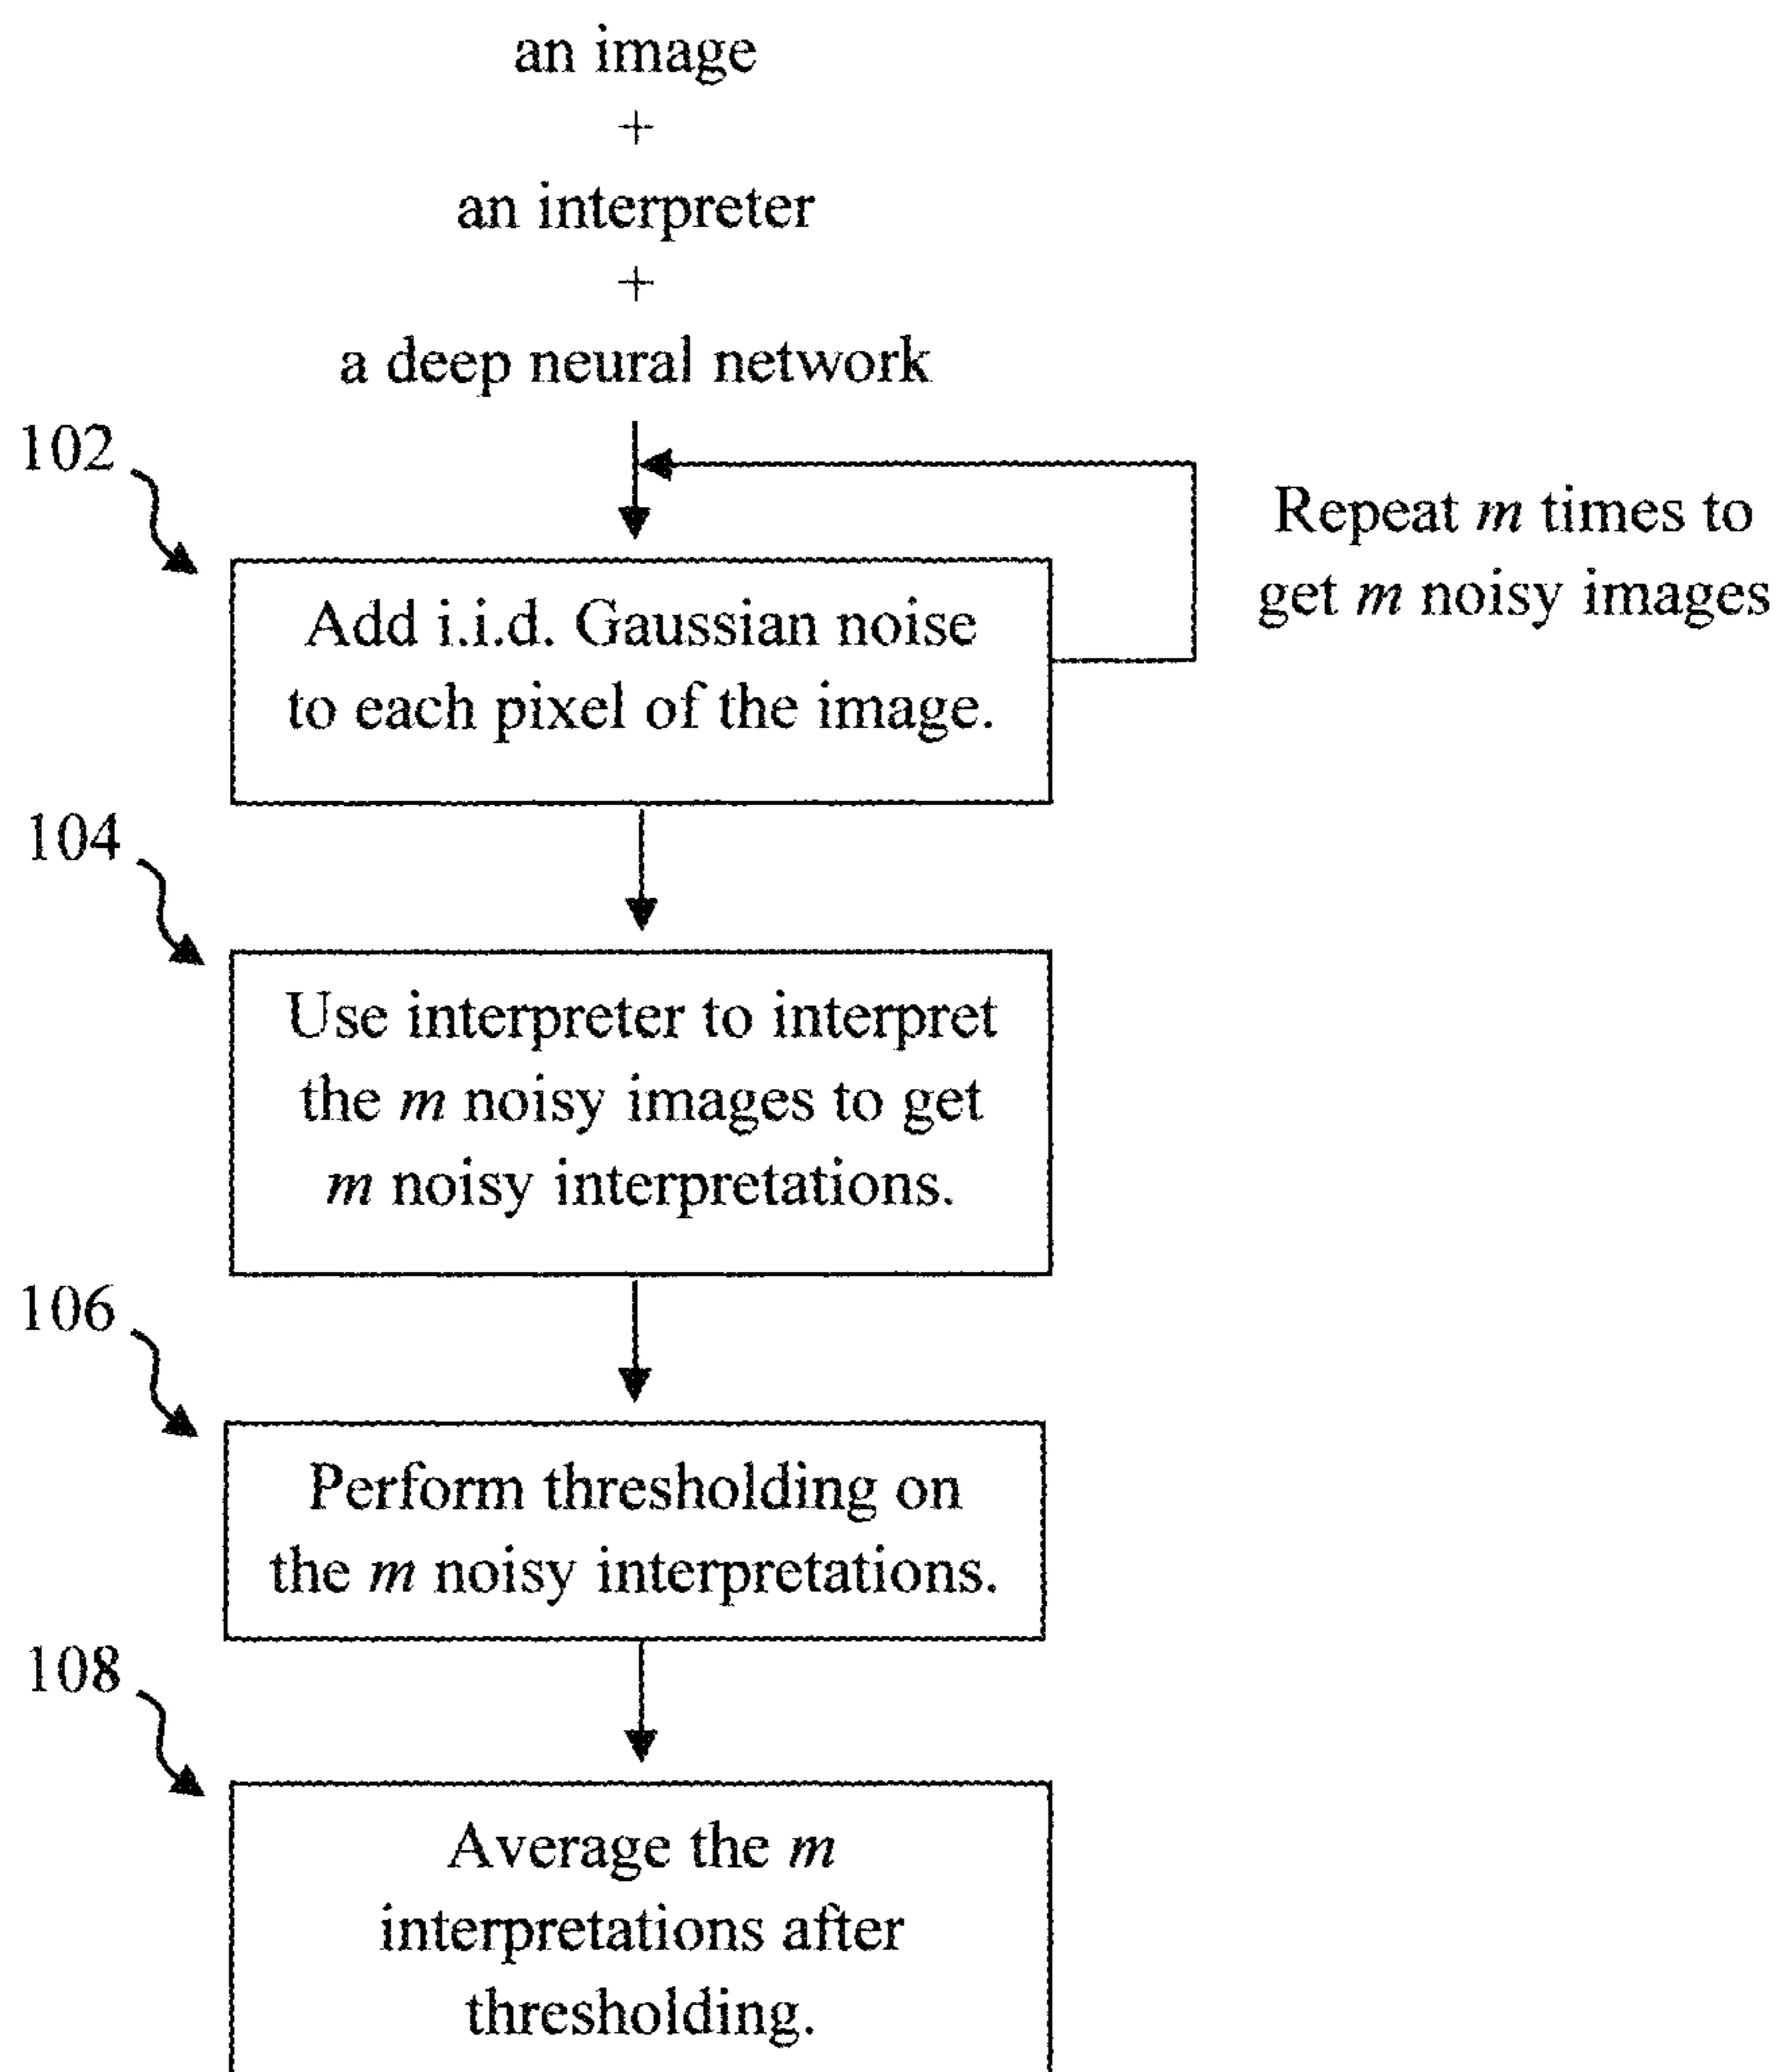 an image
+
an interpreter
+
a deep neural network
102
Repeat m times to
get m noisy images
Add i.i.d. Gaussian noise
to each pixel of the image.
104
Use interpreter to interpret
the m noisy images to get
m noisy interpretations.
106
Perform thresholding on
the m noisy interpretations.
108
Average the m
interpretations after
thresholding.